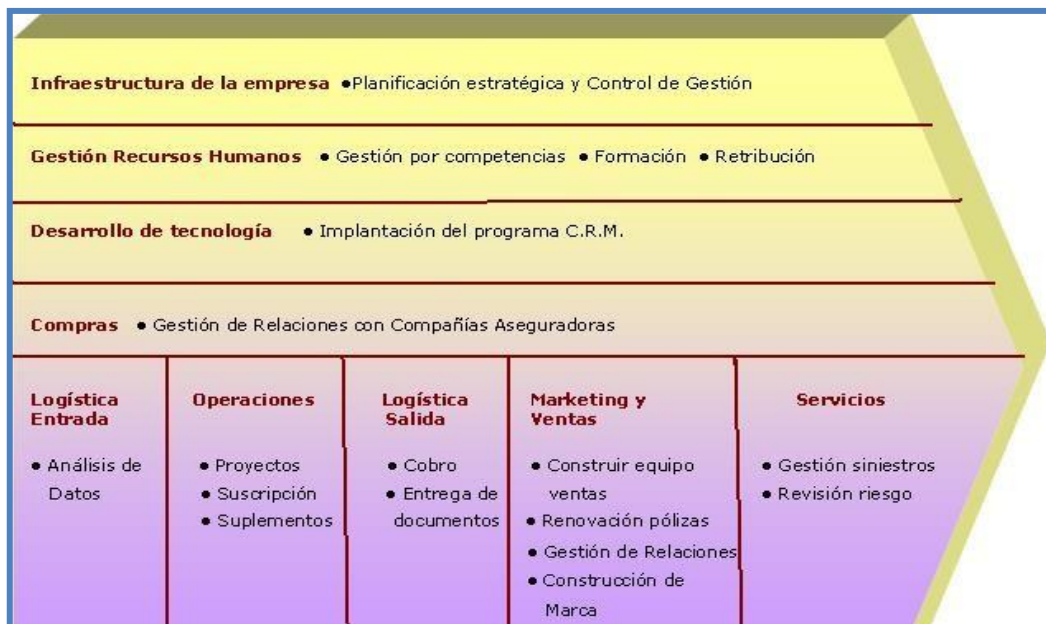 Infraestructura de la empresa ●Planificación estratégica y Control de Gestión
Gestión Recursos Humanos ● Gestión por competencias ● Formación ● Retribución
Desarrollo de tecnología ● Implantación del programa C.R.M.
Compras ● Gestión de Relaciones con Compañías Aseguradoras
Logística
Entrada
● Análisis de
Datos
Operaciones
● Proyectos
● Suscripción
● Suplementos
Logística
Salida
● Cobro
● Entrega de
documentos
Marketing y
Ventas
● Construir equipo
ventas
● Renovación pólizas
● Gestión de Relaciones
● Construcción de
Marca
Servicios
● Gestión siniestros
● Revisión riesgo